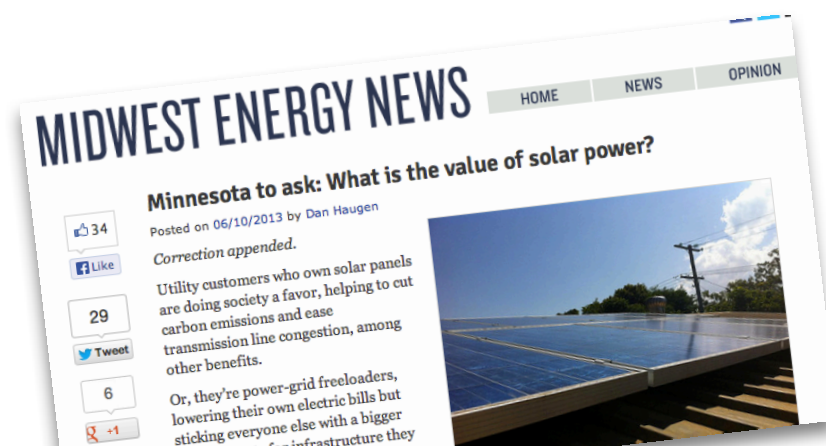 MIDWEST ENERGY NEWS
HOME
NEWS
OPINION
Minnesota to ask: What is the value of solar power?
Posted on 06/10/2013 by Dan Haugen
Correction appended.
Utility customers who own solar panels
are doing society a favor, helping to cut
carbon emissions and ease
transmission line congestion, among
other benefits.
Or, they're power-grid freeloaders,
lowering their own electric bills but
sticking everyone else with a bigger
infrastructure they
34
Like
29
Tweet
6
+1